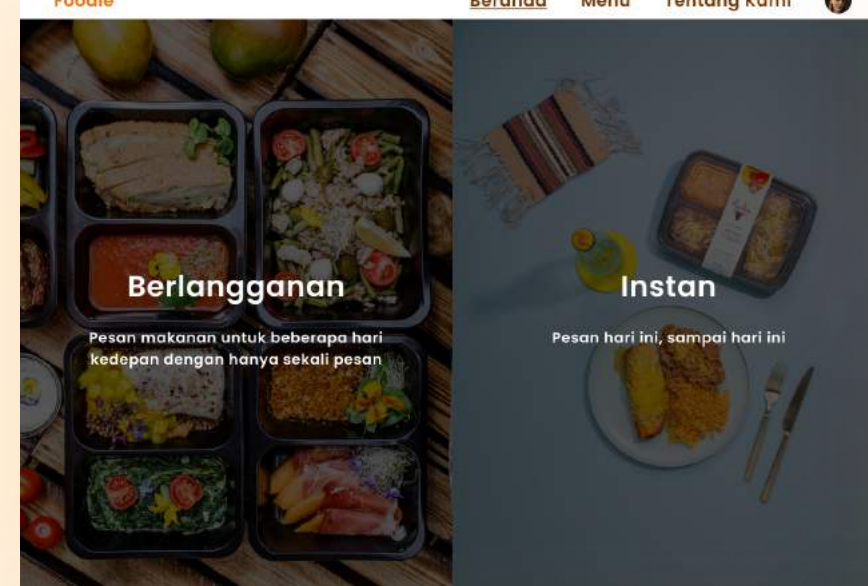 Foodie
Beranda Menu Tentang Kami
Berlangganan
Pesan makanan untuk beberapa hari
kedepan dengan hanya sekali pesan
Instan
Pesan hari ini, sampai hari ini